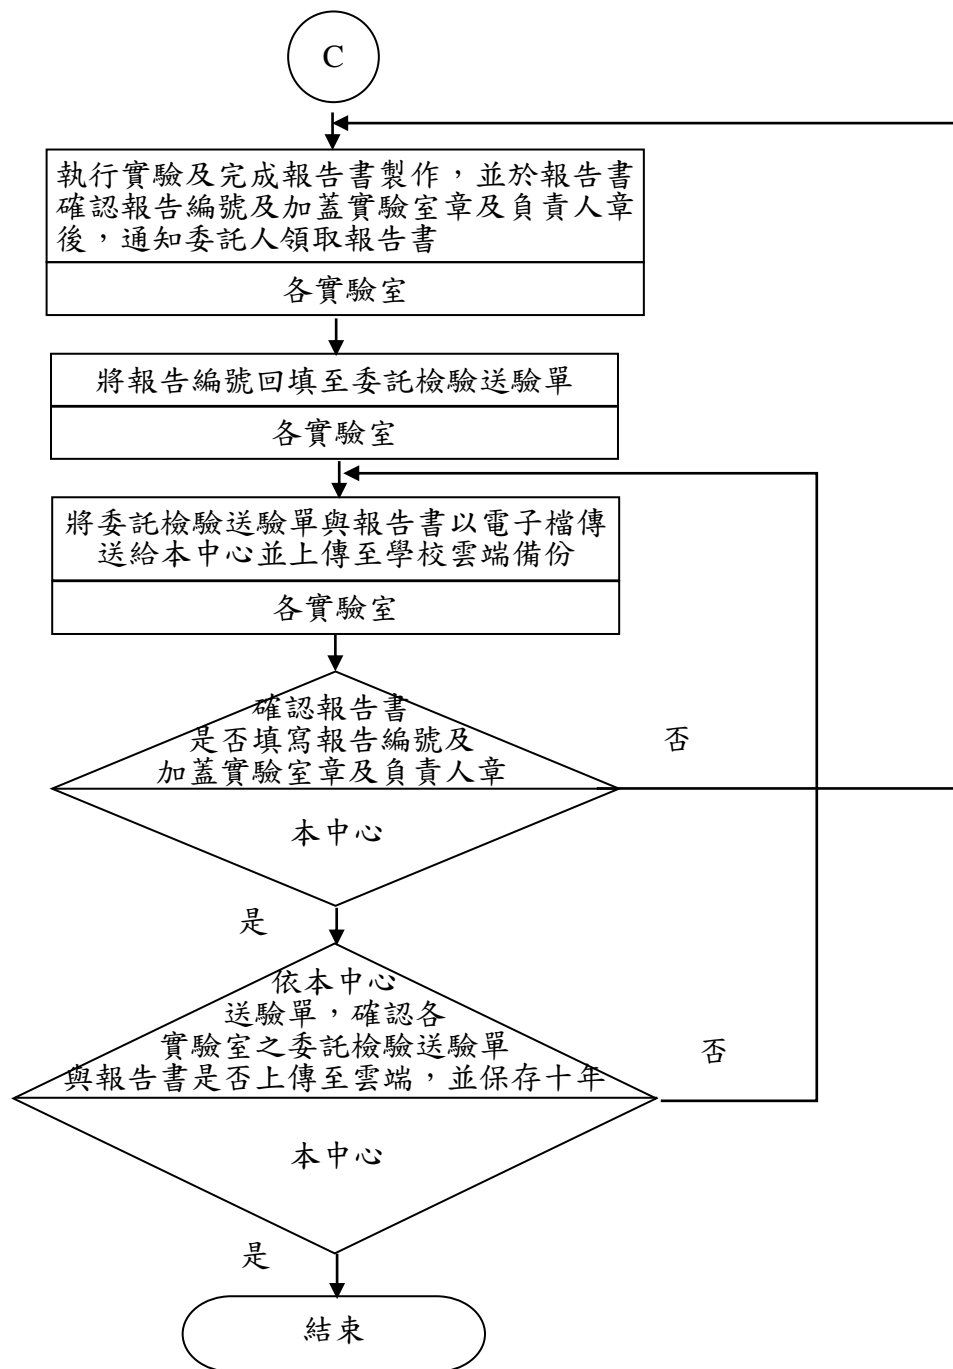 C
執行實驗及完成報告書製作，並於報告書
確認報告編號及加蓋實驗室章及負責人章
後，通知委託人領取報告書
各實驗室
將報告編號回填至委託檢驗送驗單
各實驗室
將委託檢驗送驗單與報告書以電子檔傳
送給本中心並上傳至學校雲端備份
各實驗室
確認報告書
是否填寫報告編號及
加蓋實驗室章及負責人章
否
本中心
是
依本中心
送驗單，確認各
實驗室之委託檢驗送驗單
與報告書是否上傳至雲端，並保存十年
否
本中心
是
結束